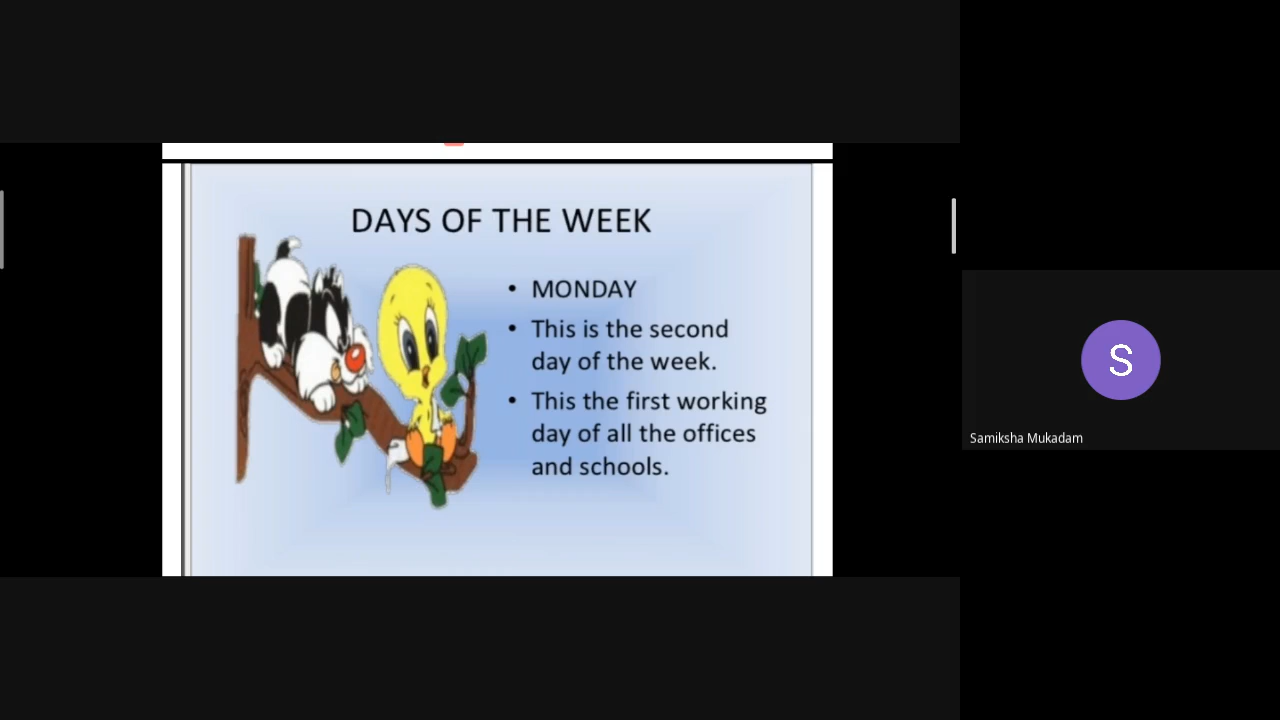 DAYS OF THE WEEK
• MONDAY
• This is the second
day of the week.
• This the first working
day of all the offices
and schools.
S
Samiksha Mukadam